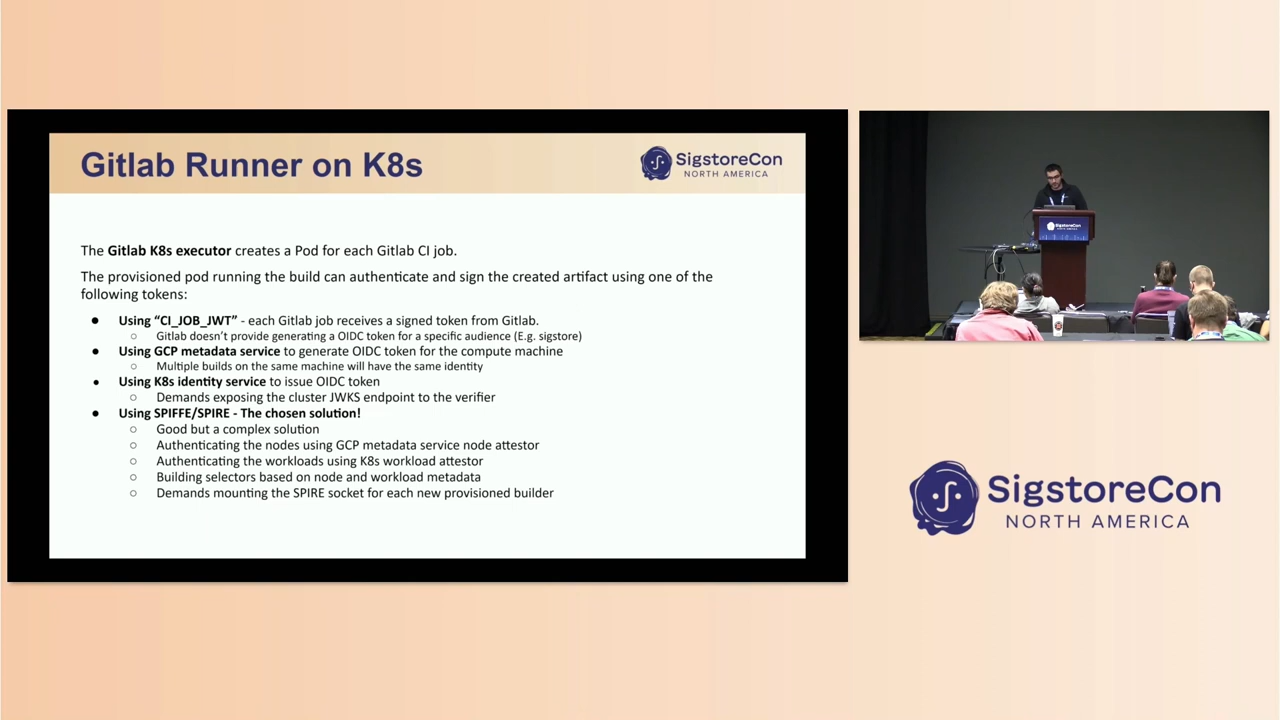 Gitlab Runner on K8s
SigstoreCon
NORTH AMERICA
The Gitlab K8s executor creates a Pod for each Gitlab CI job.
The provisioned pod running the build can authenticate and sign the created artifact using one of the
following tokens:
● Using “CI_JOB_JWT” - each Gitlab job receives a signed token from Gitlab.
○ Gitlab doesn’t provide generating a OIDC token for a specific audience (E.g. sigstore)
● Using GCP metadata service to generate OIDC token for the compute machine
○ Multiple builds on the same machine will have the same identity
● Using K8s identity service to issue OIDC token
○ Demands exposing the cluster JWKS endpoint to the verifier
● Using SPIFFE/SPIRE - The chosen solution!
○ Good but a complex solution
○ Authenticating the nodes using GCP metadata service node attestor
○ Authenticating the workloads using K8s workload attestor
○ Building selectors based on node and workload metadata
○ Demands mounting the SPIRE socket for each new provisioned builder
SigstoreCon
SigstoreCon
NORTH AMERICA